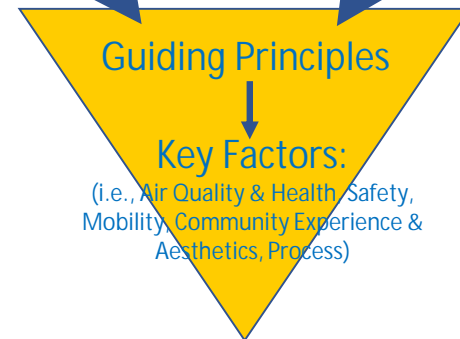 Guiding Principles
Key Factors:
(i.e., Air Quality & Health, Safety,
Mobility, Community Experience &
Aesthetics, Process)